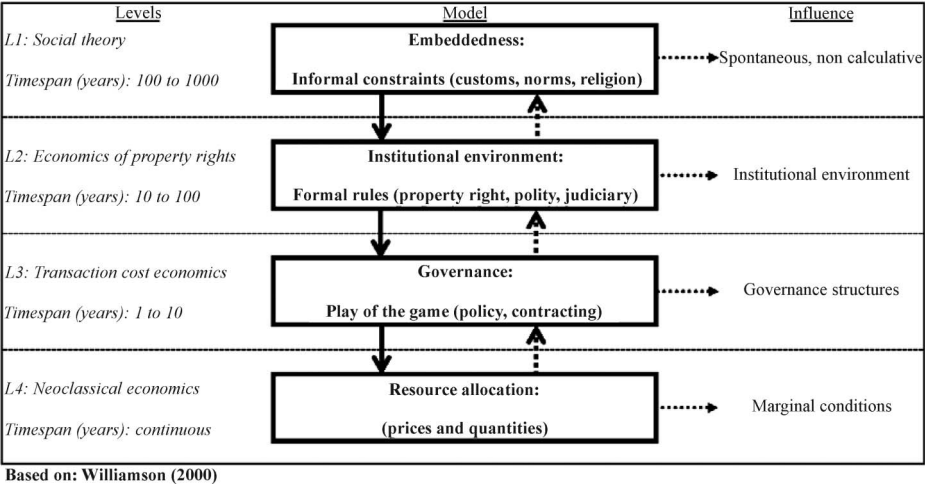 Levels Model Influence
L1: Social theory
Timespan (years): 100 to 1000
Embeddedness:
Informal constraints (customs, norms, religion)
Spontaneous, non calculative
L2: Economics of property rights
Timespan (years): 10 to 100
Institutional environment:
Formal rules (property right, polity, judiciary)
Institutional environment
L3: Transaction cost economics
Timespan (years): 1 to 10
Governance:
Play of the game (policy, contracting)
Governance structures
L4: Neoclassical economics
Timespan (years): continuous
Resource allocation:
(prices and quantities)
Marginal conditions
Based on: Williamson (2000)